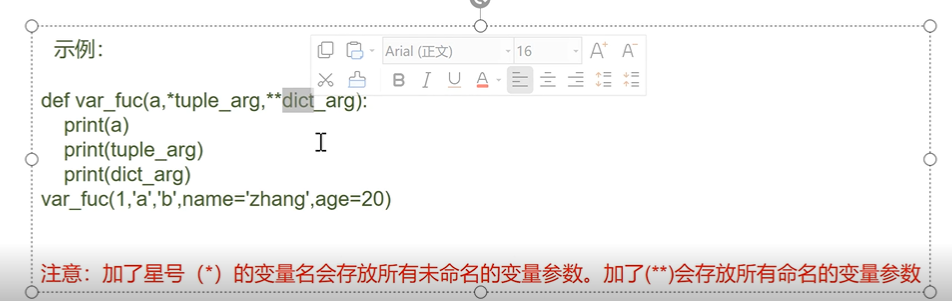 示例：
Arial (正文)
16
A+
A-
B
I
U
A
def var_fuc(a,*tuple_arg,**dict_arg):
print(a)
print(tuple_arg)
print(dict_arg)
var_fuc(1,'a','b',name='zhang',age=20)
注意：加了星号（*）的变量名会存放所有未命名的变量参数。加了(**)会存放所有命名的变量参数